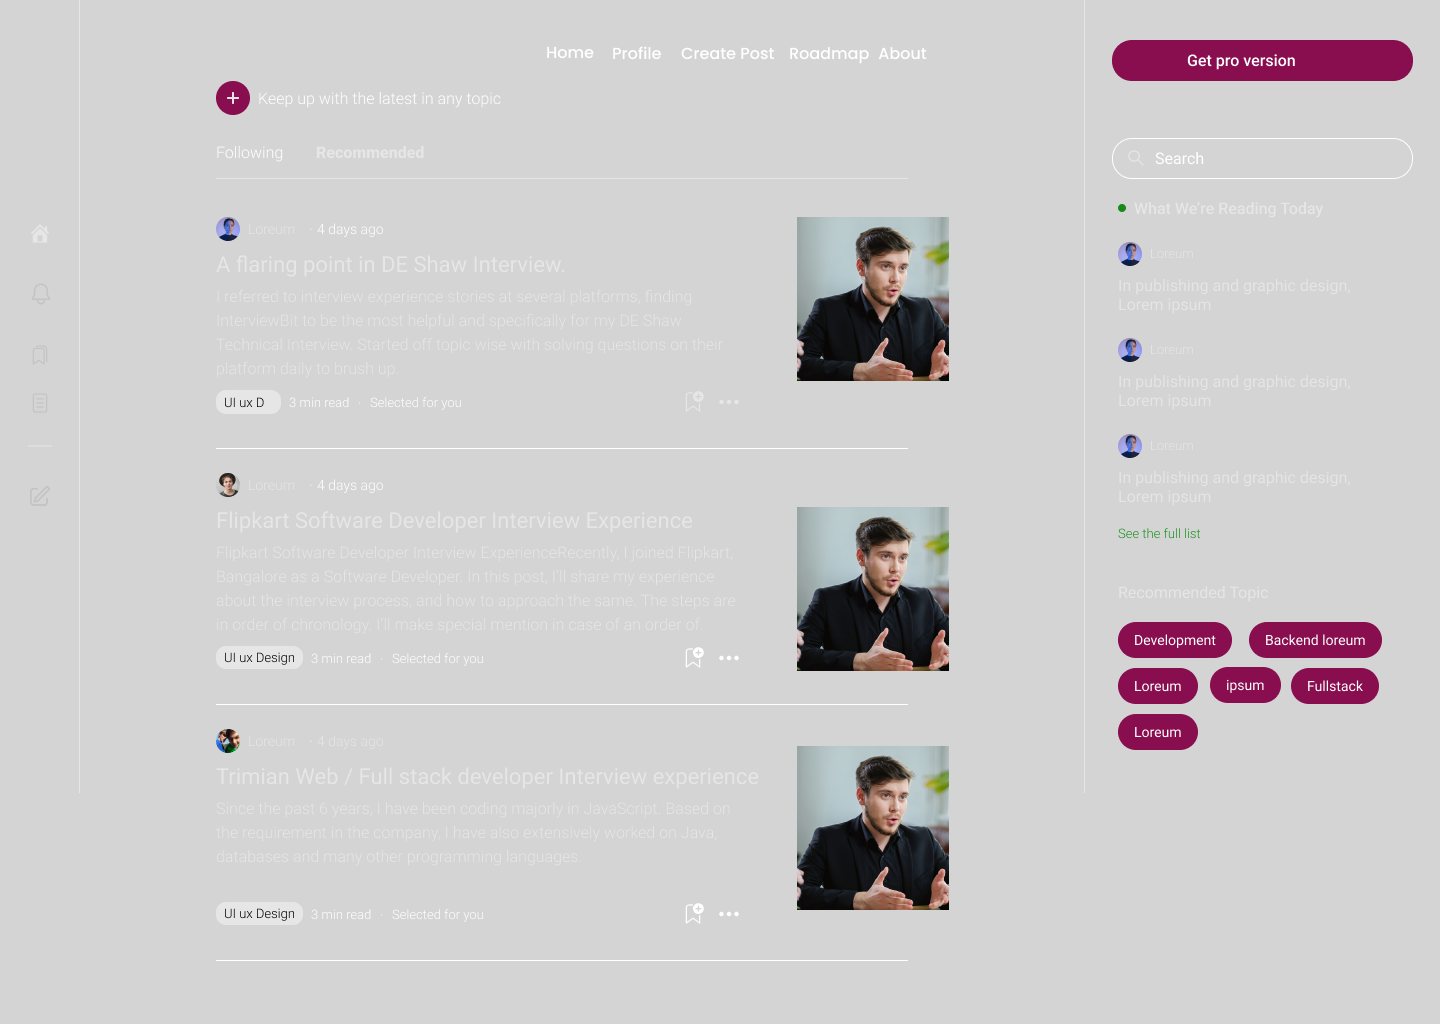 Home Profile Create Post Roadmap About
Get pro version
Keep up with the latest in any topic
Following Recommended
Search
What We're Reading Today
Loreum · 4 days ago
A flaring point in DE Shaw Interview.
I referred to interview experience stories at several platforms, finding
InterviewBit to be the most helpful and specifically for my DE Shaw
Technical Interview. Started off topic wise with solving questions on their
platform daily to brush up.
UI ux D 3 min read · Selected for you
Loreum · 4 days ago
Flipkart Software Developer Interview Experience
Flipkart Software Developer Interview ExperienceRecently, I joined Flipkart,
Bangalore as a Software Developer. In this post, I'll share my experience
about the interview process, and how to approach the same. The steps are
in order of chronology. I'll make special mention in case of an order of.
UI ux Design 3 min read · Selected for you
Loreum · 4 days ago
Trimian Web / Full stack developer Interview experience
Since the past 6 years, I have been coding majorly in JavaScript. Based on
the requirement in the company, I have also extensively worked on Java,
databases and many other programming languages.
UI ux Design 3 min read · Selected for you
Loreum
In publishing and graphic design,
Lorem ipsum
Loreum
In publishing and graphic design,
Lorem ipsum
Loreum
In publishing and graphic design,
Lorem ipsum
See the full list
Recommended Topic
Development Backend loreum
Loreum ipsum Fullstack
Loreum